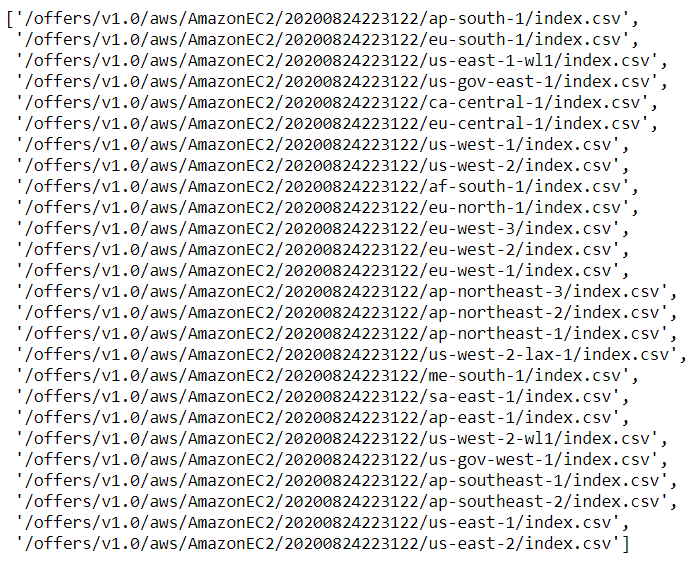 ['/offers/v1.0/aws/AmazonEC2/20200824223122/ap-south-1/index.csv',
'/offers/v1.0/aws/AmazonEC2/20200824223122/eu-south-1/index.csv',
'/offers/v1.0/aws/AmazonEC2/20200824223122/us-east-1-wl1/index.csv',
'/offers/v1.0/aws/AmazonEC2/20200824223122/us-gov-east-1/index.csv',
'/offers/v1.0/aws/AmazonEC2/20200824223122/ca-central-1/index.csv',
'/offers/v1.0/aws/AmazonEC2/20200824223122/eu-central-1/index.csv',
'/offers/v1.0/aws/AmazonEC2/20200824223122/us-west-1/index.csv',
'/offers/v1.0/aws/AmazonEC2/20200824223122/us-west-2/index.csv',
'/offers/v1.0/aws/AmazonEC2/20200824223122/af-south-1/index.csv',
'/offers/v1.0/aws/AmazonEC2/20200824223122/eu-north-1/index.csv',
'/offers/v1.0/aws/AmazonEC2/20200824223122/eu-west-3/index.csv',
'/offers/v1.0/aws/AmazonEC2/20200824223122/eu-west-2/index.csv',
'/offers/v1.0/aws/AmazonEC2/20200824223122/eu-west-1/index.csv',
'/offers/v1.0/aws/AmazonEC2/20200824223122/ap-northeast-3/index.csv',
'/offers/v1.0/aws/AmazonEC2/20200824223122/ap-northeast-2/index.csv',
'/offers/v1.0/aws/AmazonEC2/20200824223122/ap-northeast-1/index.csv',
'/offers/v1.0/aws/AmazonEC2/20200824223122/us-west-2-lax-1/index.csv',
'/offers/v1.0/aws/AmazonEC2/20200824223122/me-south-1/index.csv',
'/offers/v1.0/aws/AmazonEC2/20200824223122/sa-east-1/index.csv',
'/offers/v1.0/aws/AmazonEC2/20200824223122/ap-east-1/index.csv',
'/offers/v1.0/aws/AmazonEC2/20200824223122/us-west-2-wl1/index.csv',
'/offers/v1.0/aws/AmazonEC2/20200824223122/us-gov-west-1/index.csv',
'/offers/v1.0/aws/AmazonEC2/20200824223122/ap-southeast-1/index.csv',
'/offers/v1.0/aws/AmazonEC2/20200824223122/ap-southeast-2/index.csv',
'/offers/v1.0/aws/AmazonEC2/20200824223122/us-east-1/index.csv',
'/offers/v1.0/aws/AmazonEC2/20200824223122/us-east-2/index.csv']